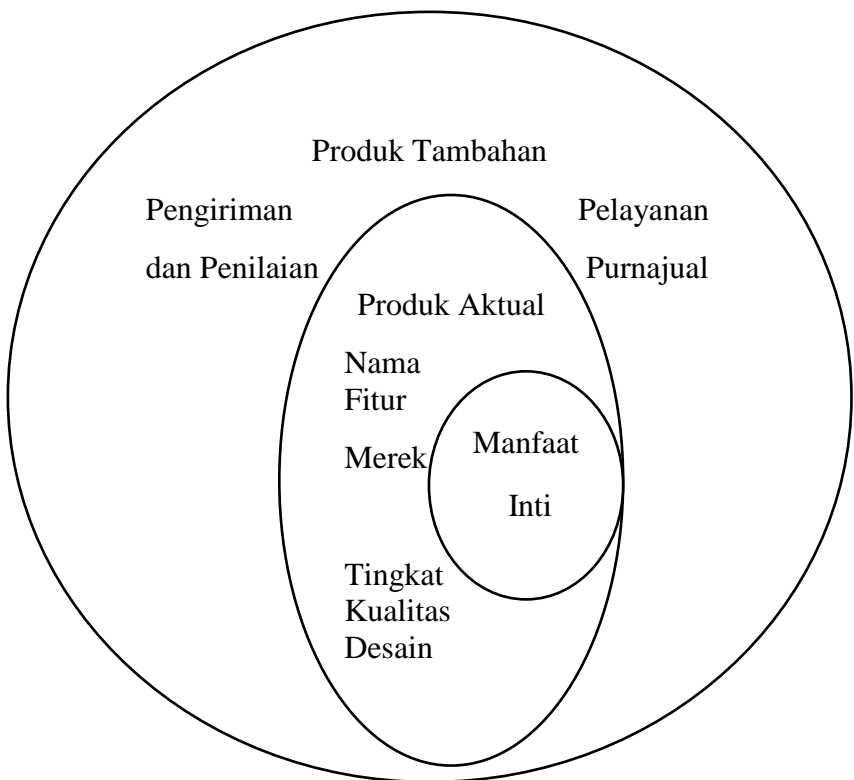 Produk Tambahan
Pengiriman
dan Penilaian
Pelayanan
Purnajual
Produk Aktual
Nama
Fitur
Merek
Manfaat
Inti
Tingkat
Kualitas
Desain